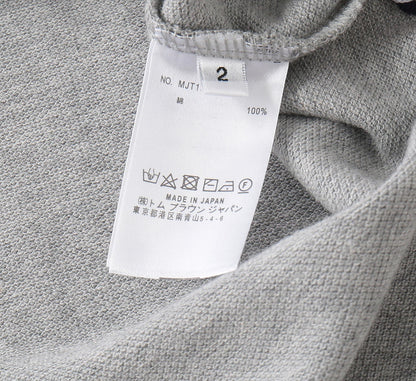 2
NO. MJT1
綿 100%
MADE IN JAPAN
㈱トム ブラウン ジャパン
東京都港区南青山5-4-6